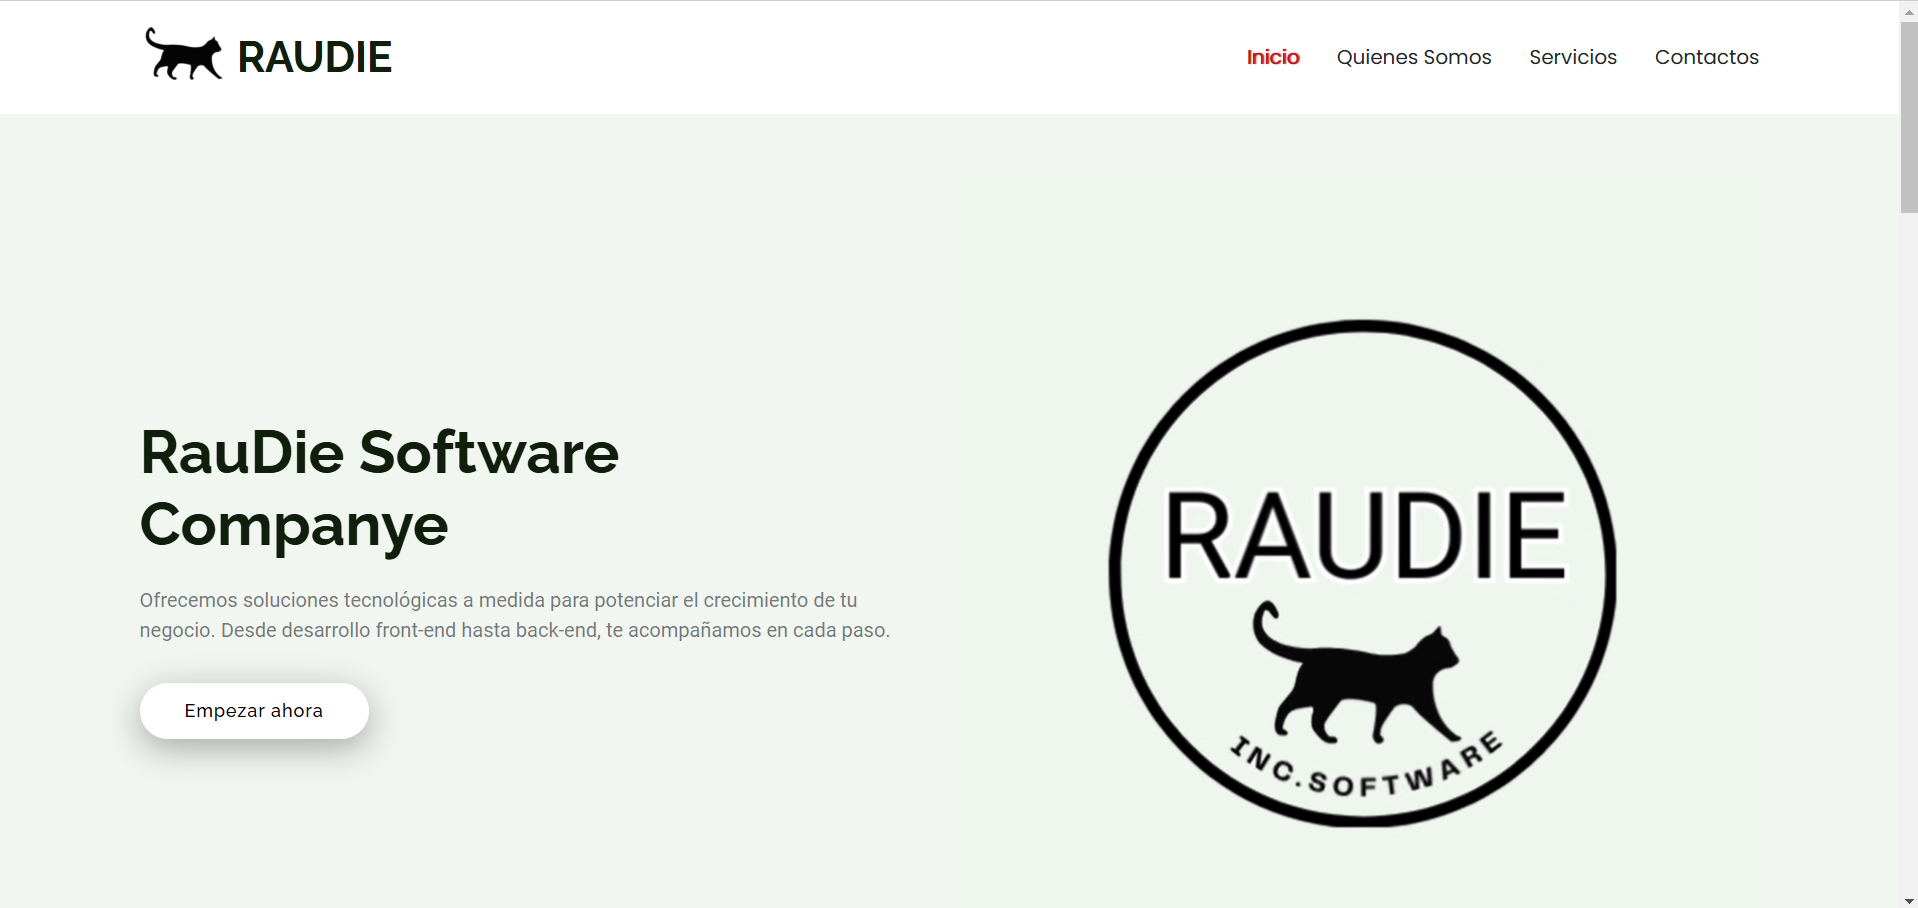 RAUDIE
Inicio Quienes Somos Servicios Contactos
RauDie Software
Companye
Ofrecemos soluciones tecnológicas a medida para potenciar el crecimiento de tu
negocio. Desde desarrollo front-end hasta back-end, te acompañamos en cada paso.
Empezar ahora
RAUDIE
INC.SOFTWARE